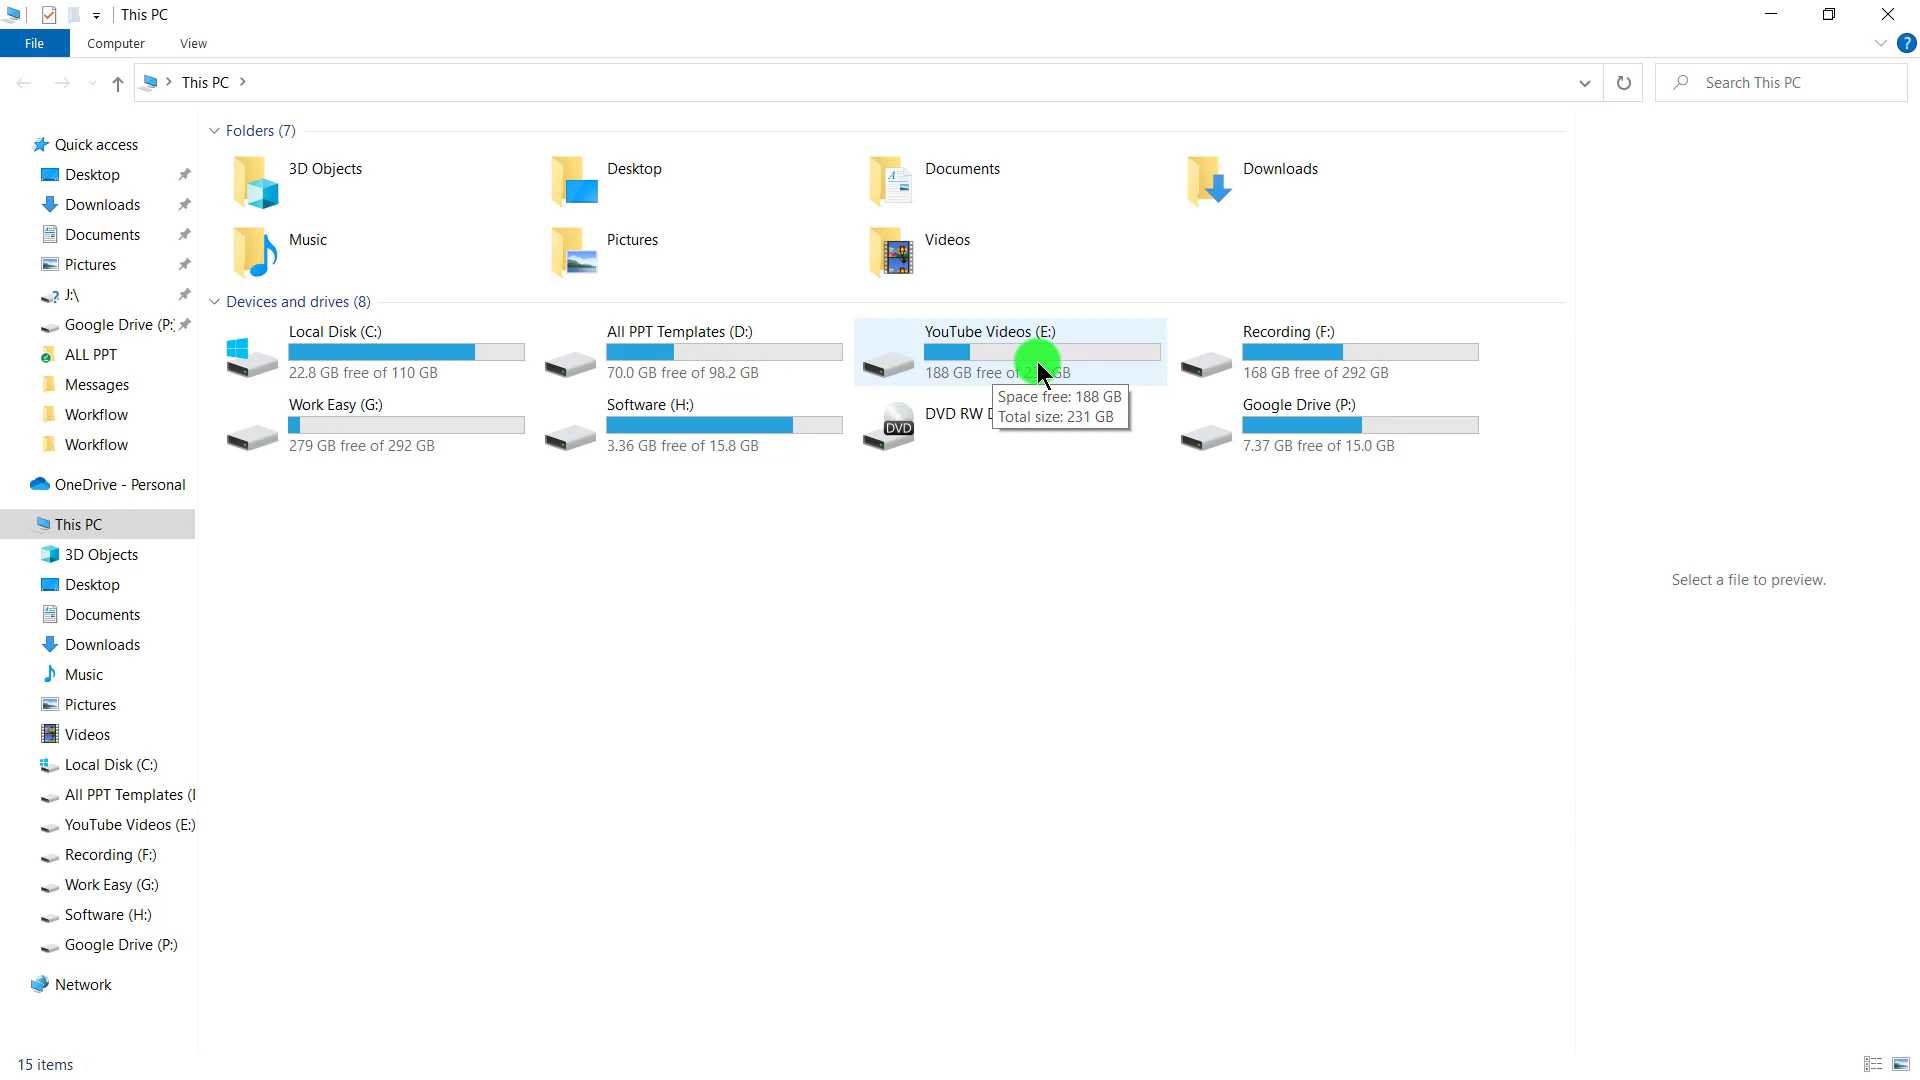 This PC
File
Computer
View
This PC
Search This PC
Quick access
Desktop
Downloads
Documents
Pictures
J:\
Google Drive (P:
ALL PPT
Messages
Workflow
Workflow
OneDrive - Personal
This PC
3D Objects
Desktop
Documents
Downloads
Music
Pictures
Videos
Local Disk (C:)
All PPT Templates (
YouTube Videos (E:)
Recording (F:)
Work Easy (G:)
Software (H:)
Google Drive (P:)
Network
Folders (7)
3D Objects
Desktop
Documents
Downloads
Music
Pictures
Videos
Devices and drives (8)
Local Disk (C:)
22.8 GB free of 110 GB
All PPT Templates (D:)
70.0 GB free of 98.2 GB
YouTube Videos (E:)
188 GB free of GB
Recording (F:)
168 GB free of 292 GB
Work Easy (G:)
279 GB free of 292 GB
Software (H:)
3.36 GB free of 15.8 GB
DVD RW
DVD
Google Drive (P:)
7.37 GB free of 15.0 GB
Space free: 188 GB
Total size: 231 GB
Select a file to preview.
15 items